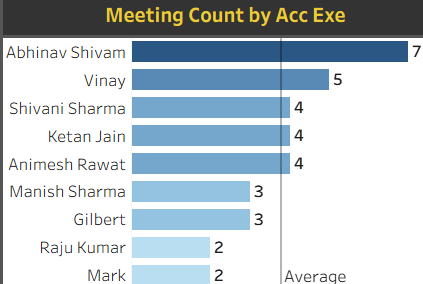 Meeting Count by Acc Exe
Abhinav Shivam 7
Vinay 5
Shivani Sharma 4
Ketan Jain 4
Animesh Rawat 4
Manish Sharma 3
Gilbert 3
Raju Kumar 2
Mark 2 Average